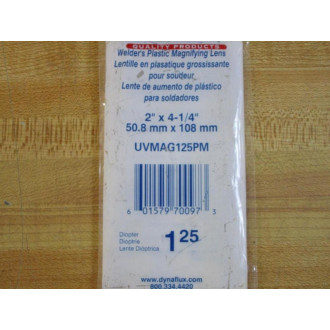 QUALITY PRODUCTS
Welder's Plastic Magnifying Lens
Lentille en plasatique grossissante
pour soudeur
Lente de aumento de plástico
para soldadores
2" x 4-1/4"
50.8 mm x 108 mm
UVMAG125PM
6 01579 70097 3
Diopter
Dioptrie
Lente Dioptrica
1.25
www.dynaflux.com
800.334.4420